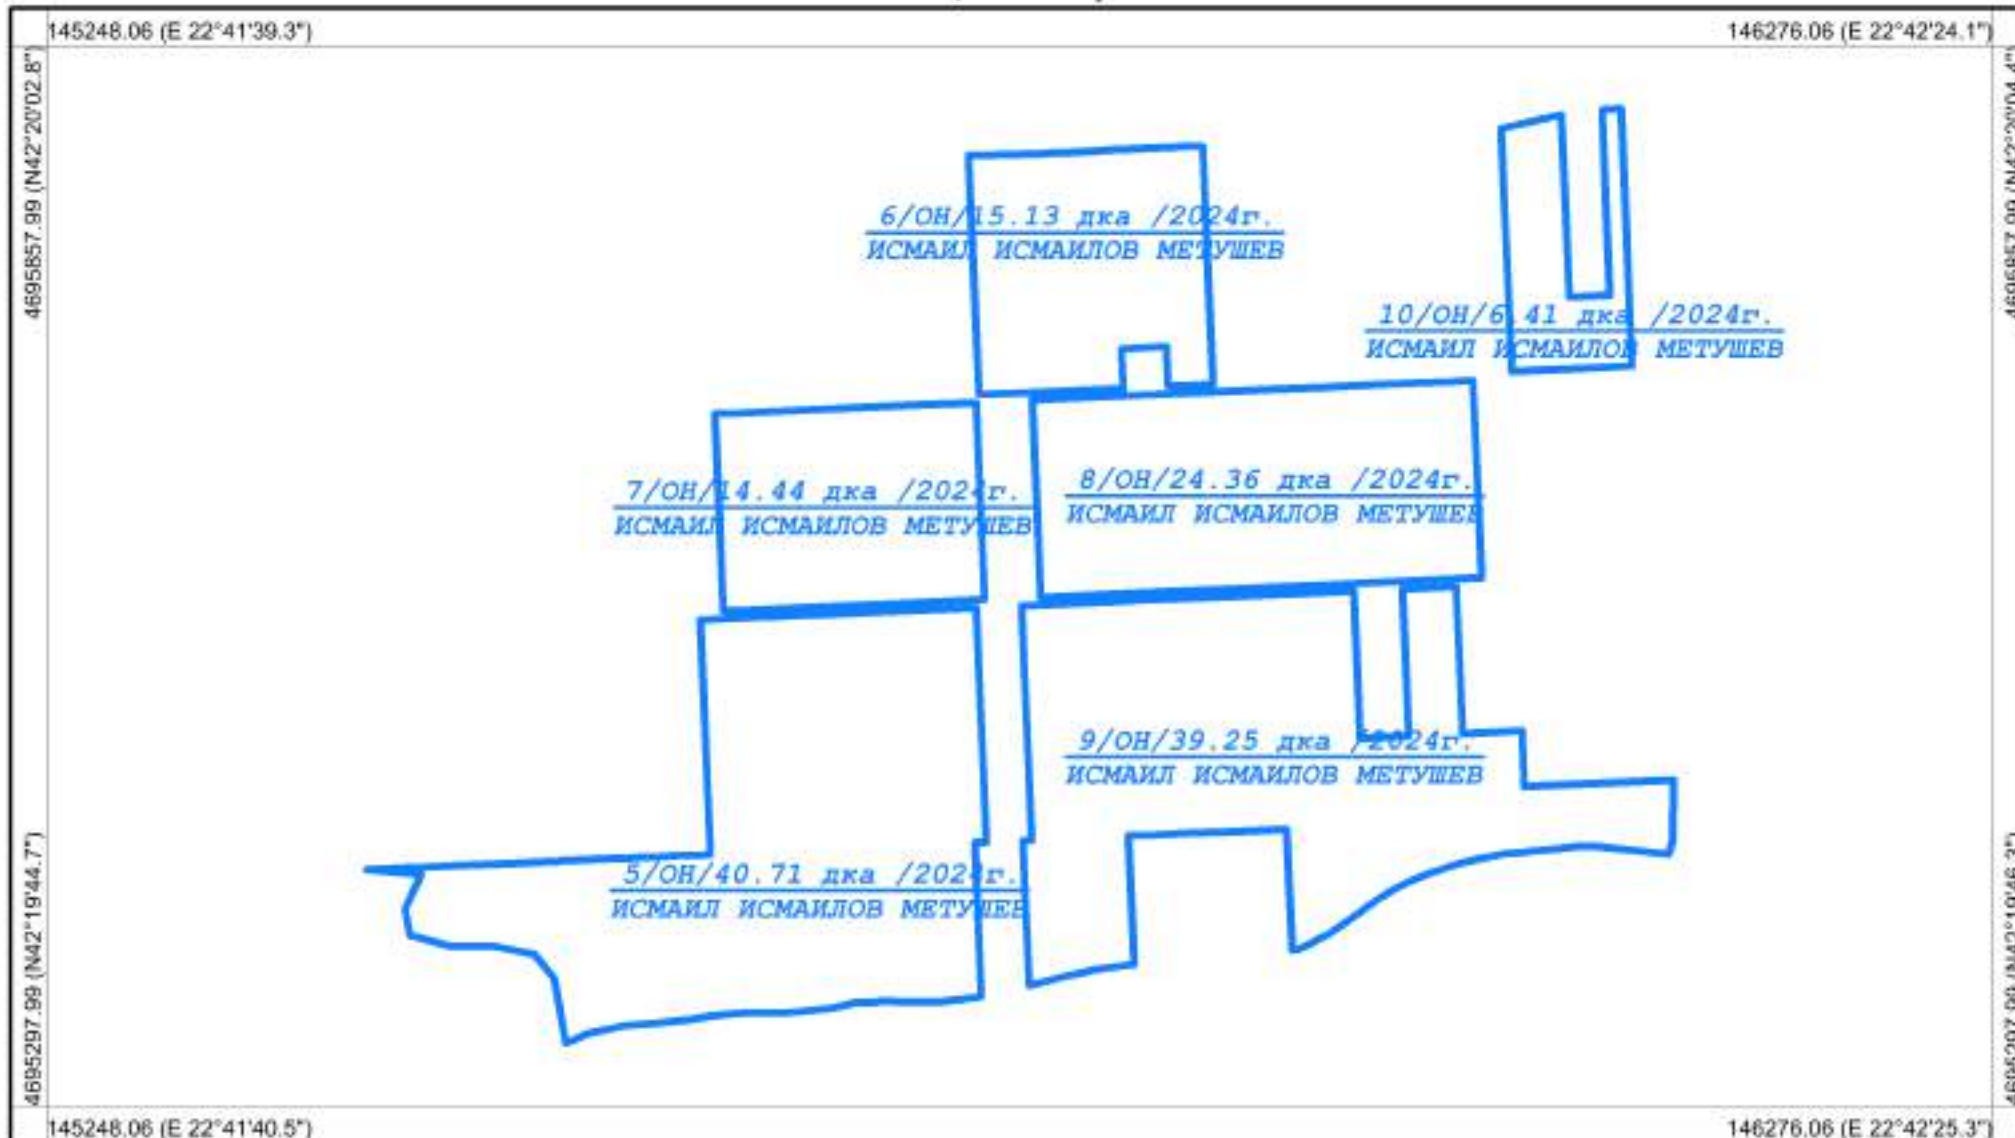 145248.06 (E 22°41'39.3")
146276.06 (E 22°42'24.1")
4695857.99 (N42°20'02.8")
6/ОН/15.13 дка /2024г.
ИСМАИЛ ИСМАИЛОВ МЕТУШЕВ
10/ОН/6.41 дка /2024г.
ИСМАИЛ ИСМАИЛОВ МЕТУШЕВ
7/ОН/14.44 дка /2024г.
ИСМАИЛ ИСМАИЛОВ МЕТУШЕВ
8/ОН/24.36 дка /2024г.
ИСМАИЛ ИСМАИЛОВ МЕТУШЕВ
9/ОН/39.25 дка /2024г.
ИСМАИЛ ИСМАИЛОВ МЕТУШЕВ
5/ОН/40.71 дка /2024г.
ИСМАИЛ ИСМАИЛОВ МЕТУШЕВ
4695297.99 (N42°19'44.7")
145248.06 (E 22°41'40.5")
146276.06 (E 22°42'25.3")